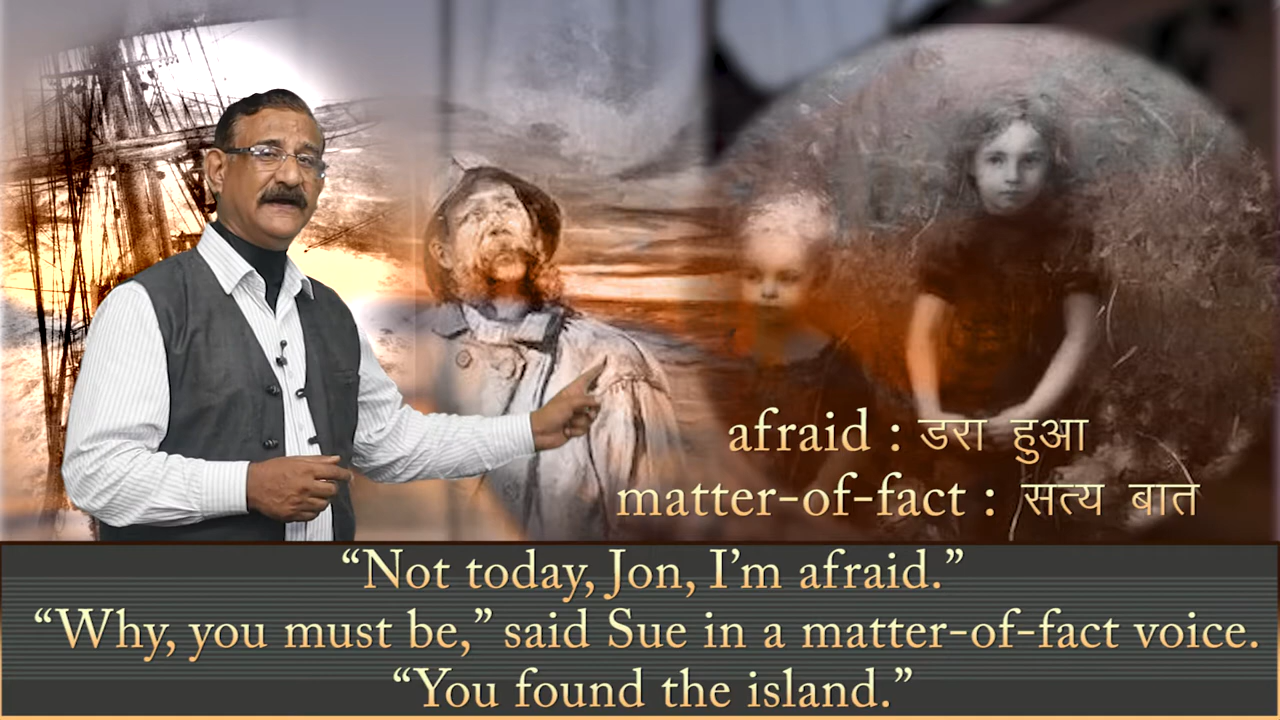 afraid : डरा हुआ
matter-of-fact : सत्य बात
“Not today, Jon, I’m afraid.”
“Why, you must be,” said Sue in a matter-of-fact voice.
“You found the island.”